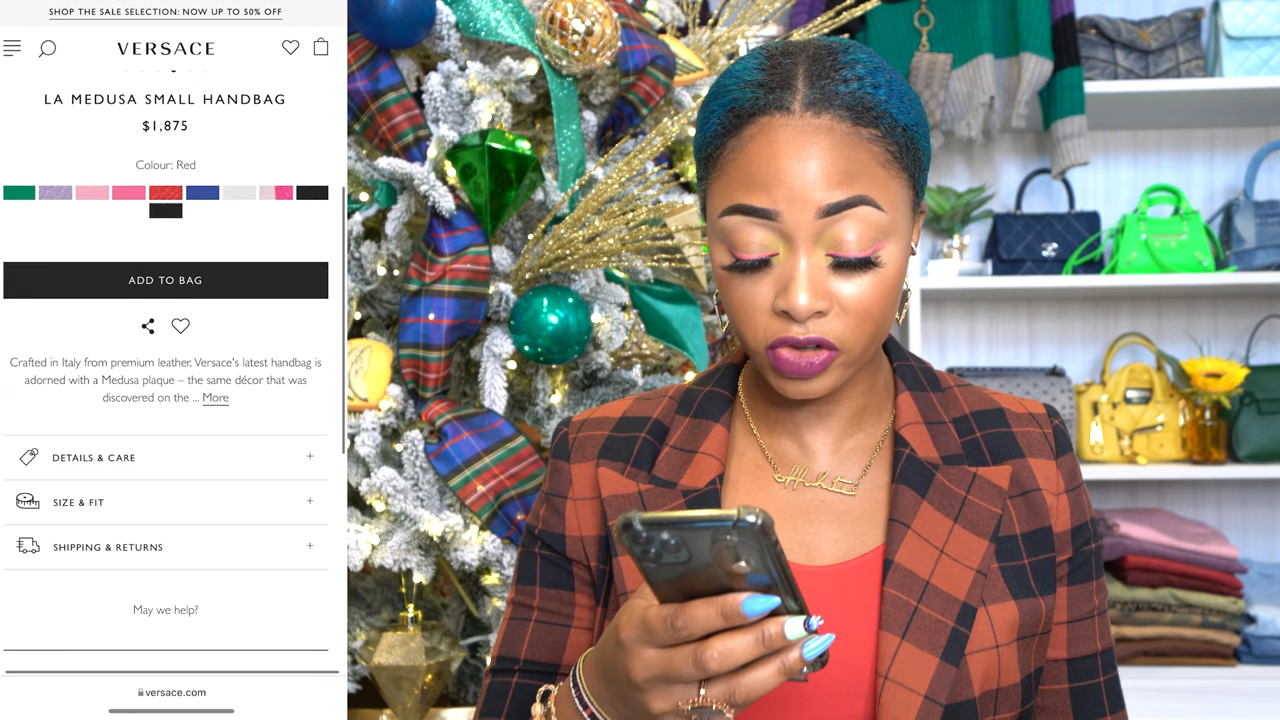 SHOP THE SALE SELECTION: NOW UP TO 50% OFF
VERSACE
LA MEDUSA SMALL HANDBAG
$1,875
Colour: Red
ADD TO BAG
Crafted in Italy from premium leather, Versace's latest handbag is
adorned with a Medusa plaque – the same décor that was
discovered on the ... More
DETAILS & CARE
SIZE & FIT
SHIPPING & RETURNS
May we help?
versace.com